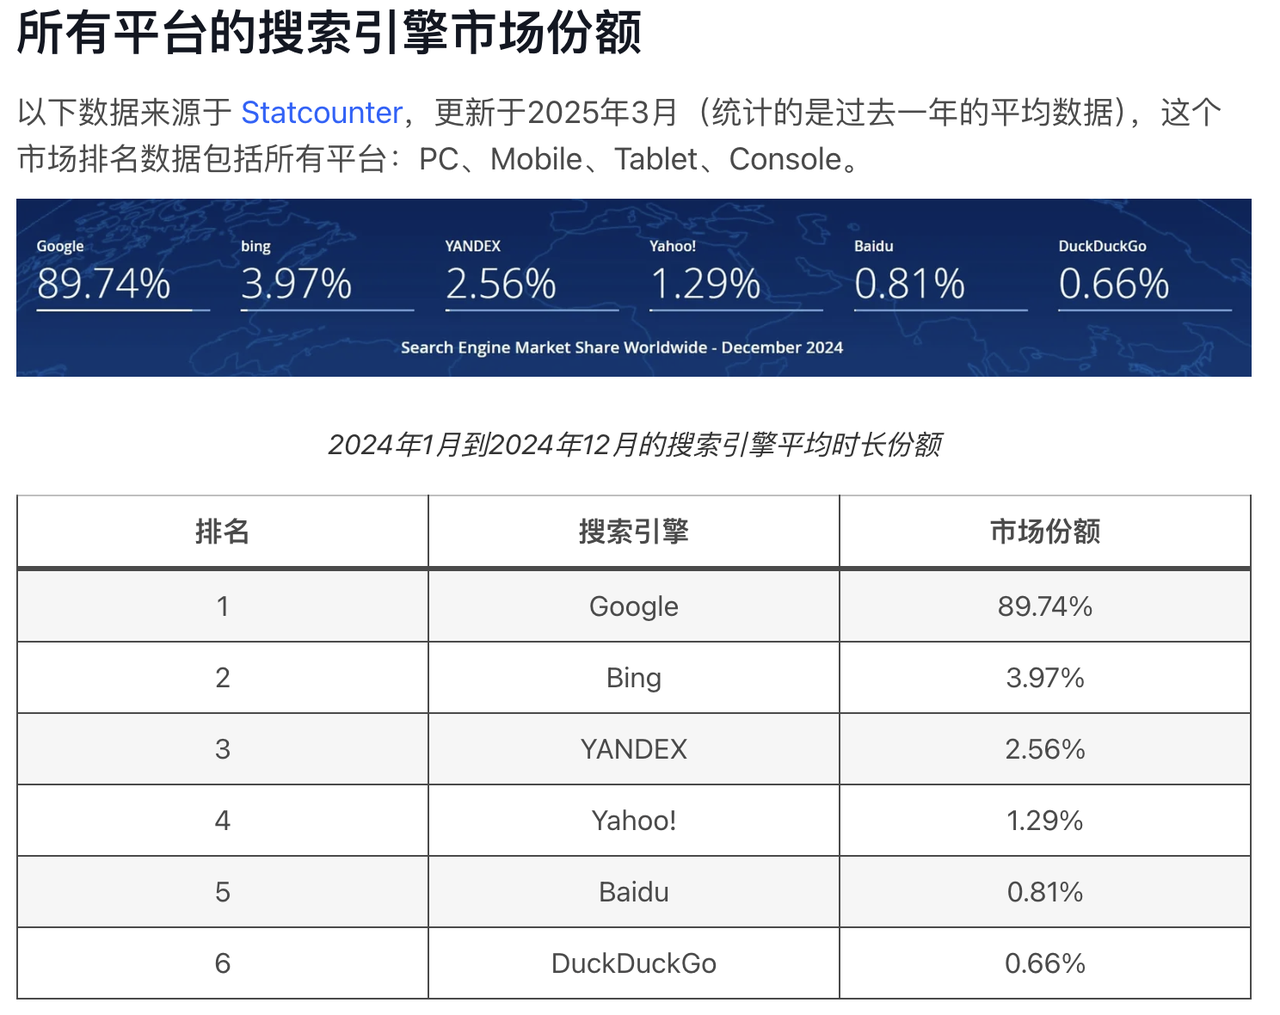 所有平台的搜索引擎市场份额
以下数据来源于 Statcounter，更新于2025年3月（统计的是过去一年的平均数据），这个
市场排名数据包括所有平台：PC、Mobile、Tablet、Console。
Google bing YANDEX Yahoo! Baidu DuckDuckGo
89.74% 3.97% 2.56% 1.29% 0.81% 0.66%
Search Engine Market Share Worldwide - December 2024
2024年1月到2024年12月的搜索引擎平均时长份额
排名 搜索引擎 市场份额
1 Google 89.74%
2 Bing 3.97%
3 YANDEX 2.56%
4 Yahoo! 1.29%
5 Baidu 0.81%
6 DuckDuckGo 0.66%